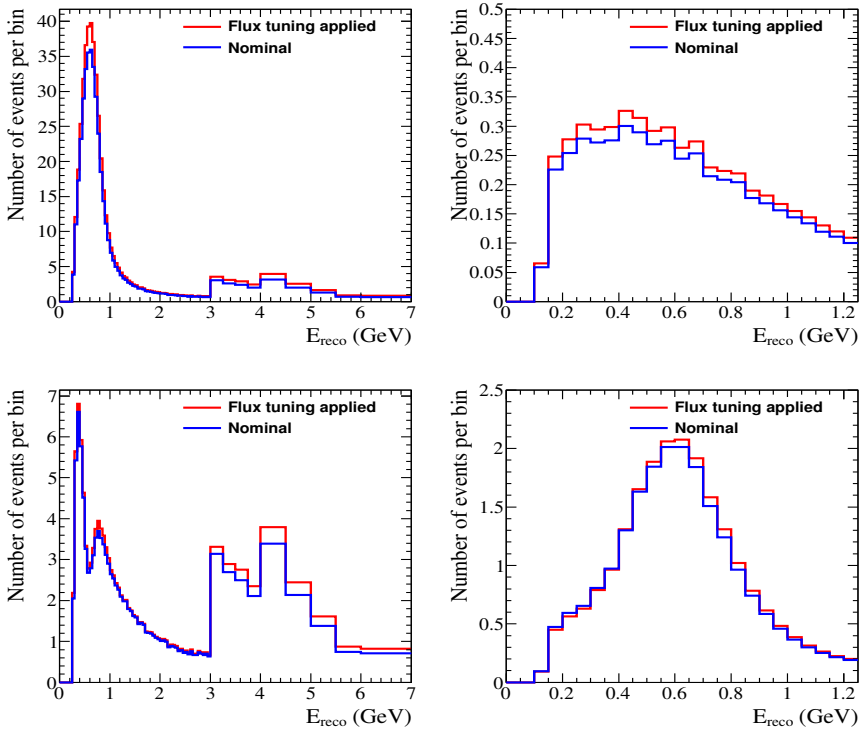 Number of events per bin
40
35
30
25
20
15
10
5
0
Flux tuning applied
Nominal
0 1 2 3 4 5 6 7
E_reco (GeV)
Number of events per bin
0.5
0.45
0.4
0.35
0.3
0.25
0.2
0.15
0.1
0.05
0
Flux tuning applied
Nominal
0 0.2 0.4 0.6 0.8 1 1.2
E_reco (GeV)
Number of events per bin
7
6
5
4
3
2
1
0
Flux tuning applied
Nominal
0 1 2 3 4 5 6 7
E_reco (GeV)
Number of events per bin
2.5
2
1.5
1
0.5
0
Flux tuning applied
Nominal
0 0.2 0.4 0.6 0.8 1 1.2
E_reco (GeV)